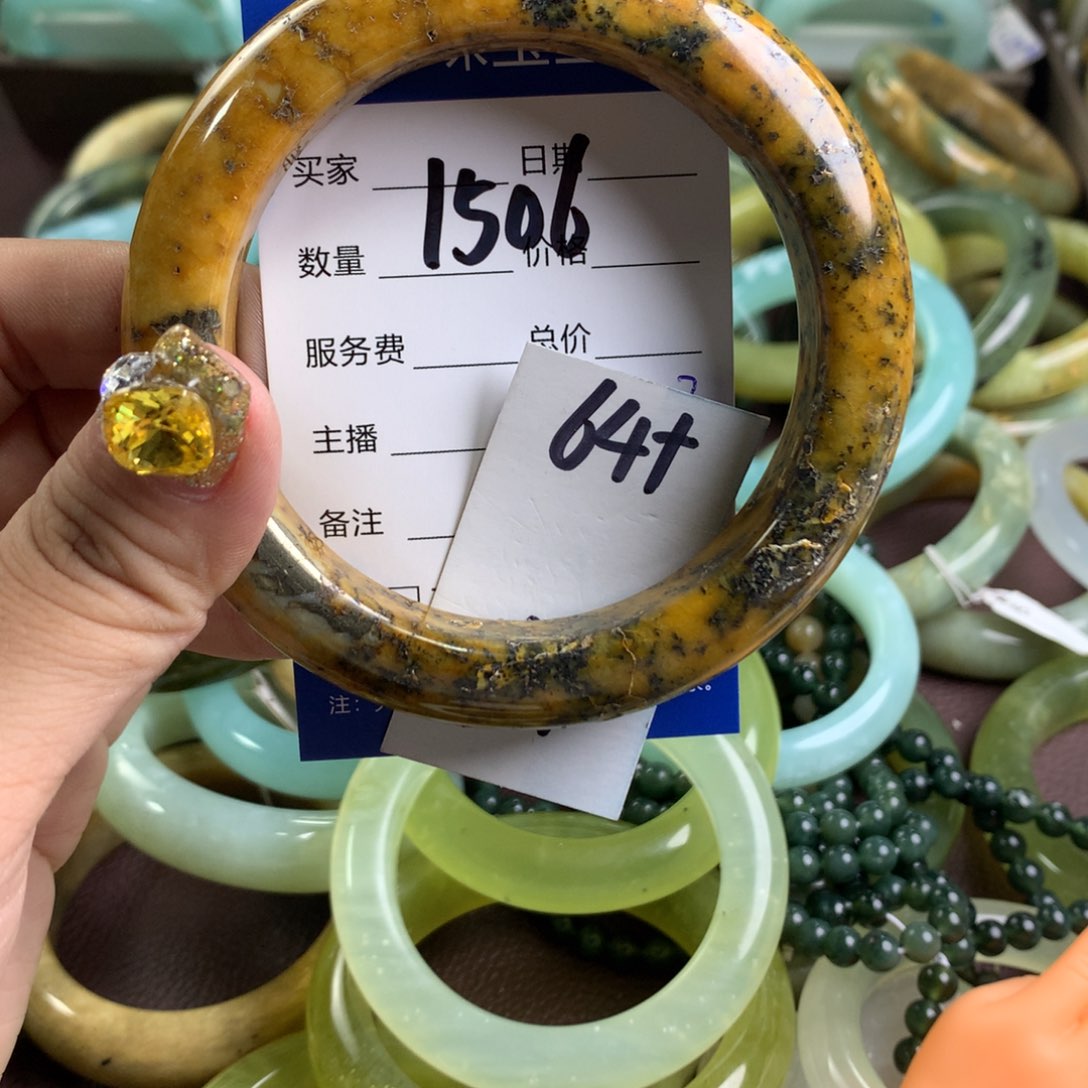 买家 日期
1506
数量 价格
服务费 总价
主播
64+
备注
注: